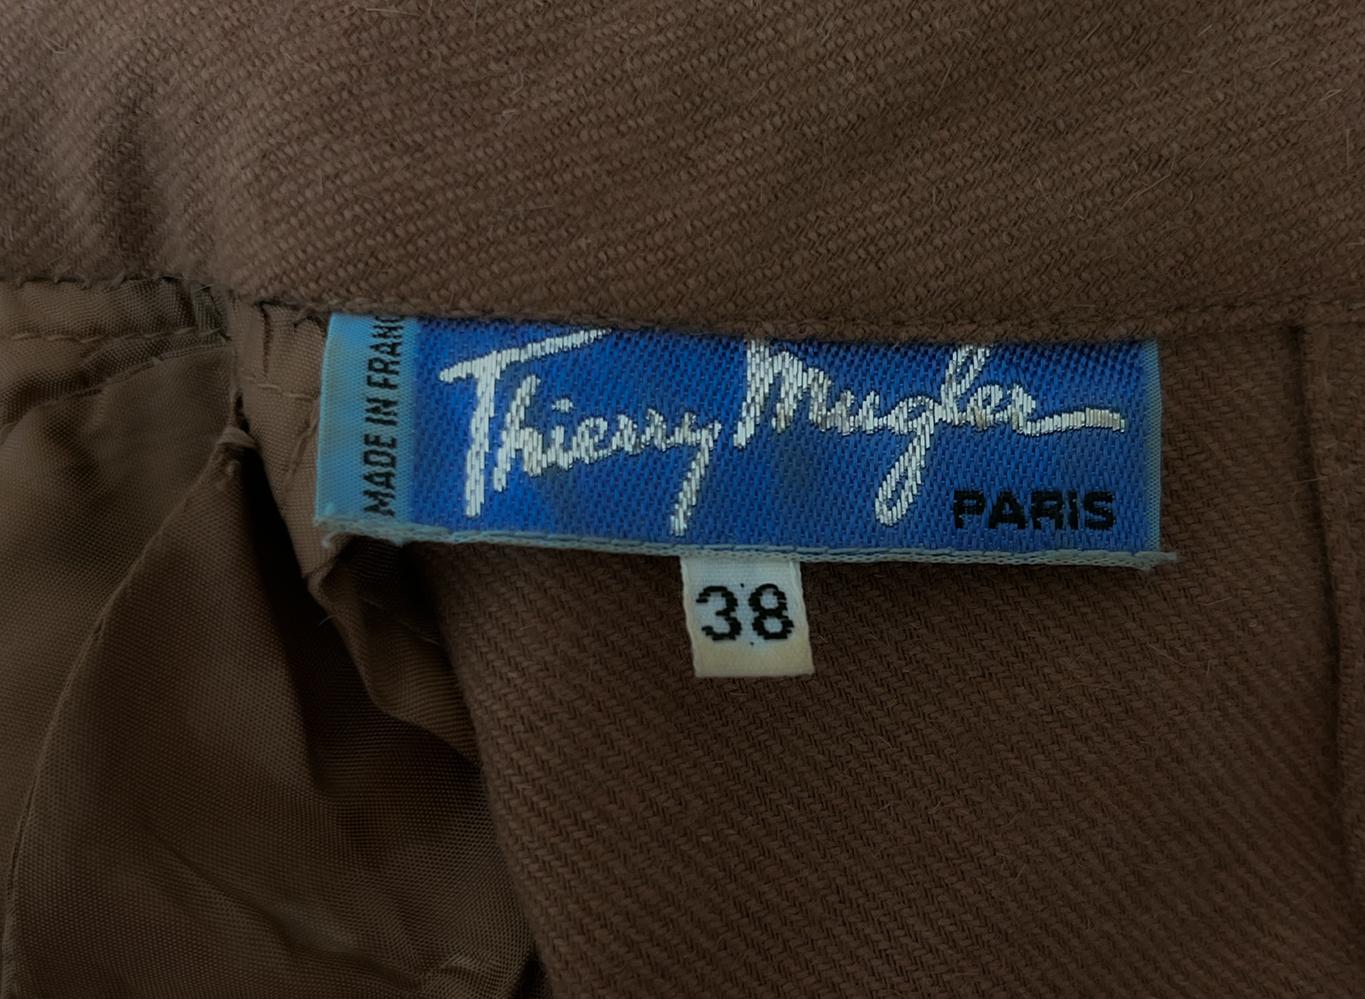 MADE IN FRANC
Thierry Mugler
PARIS
38